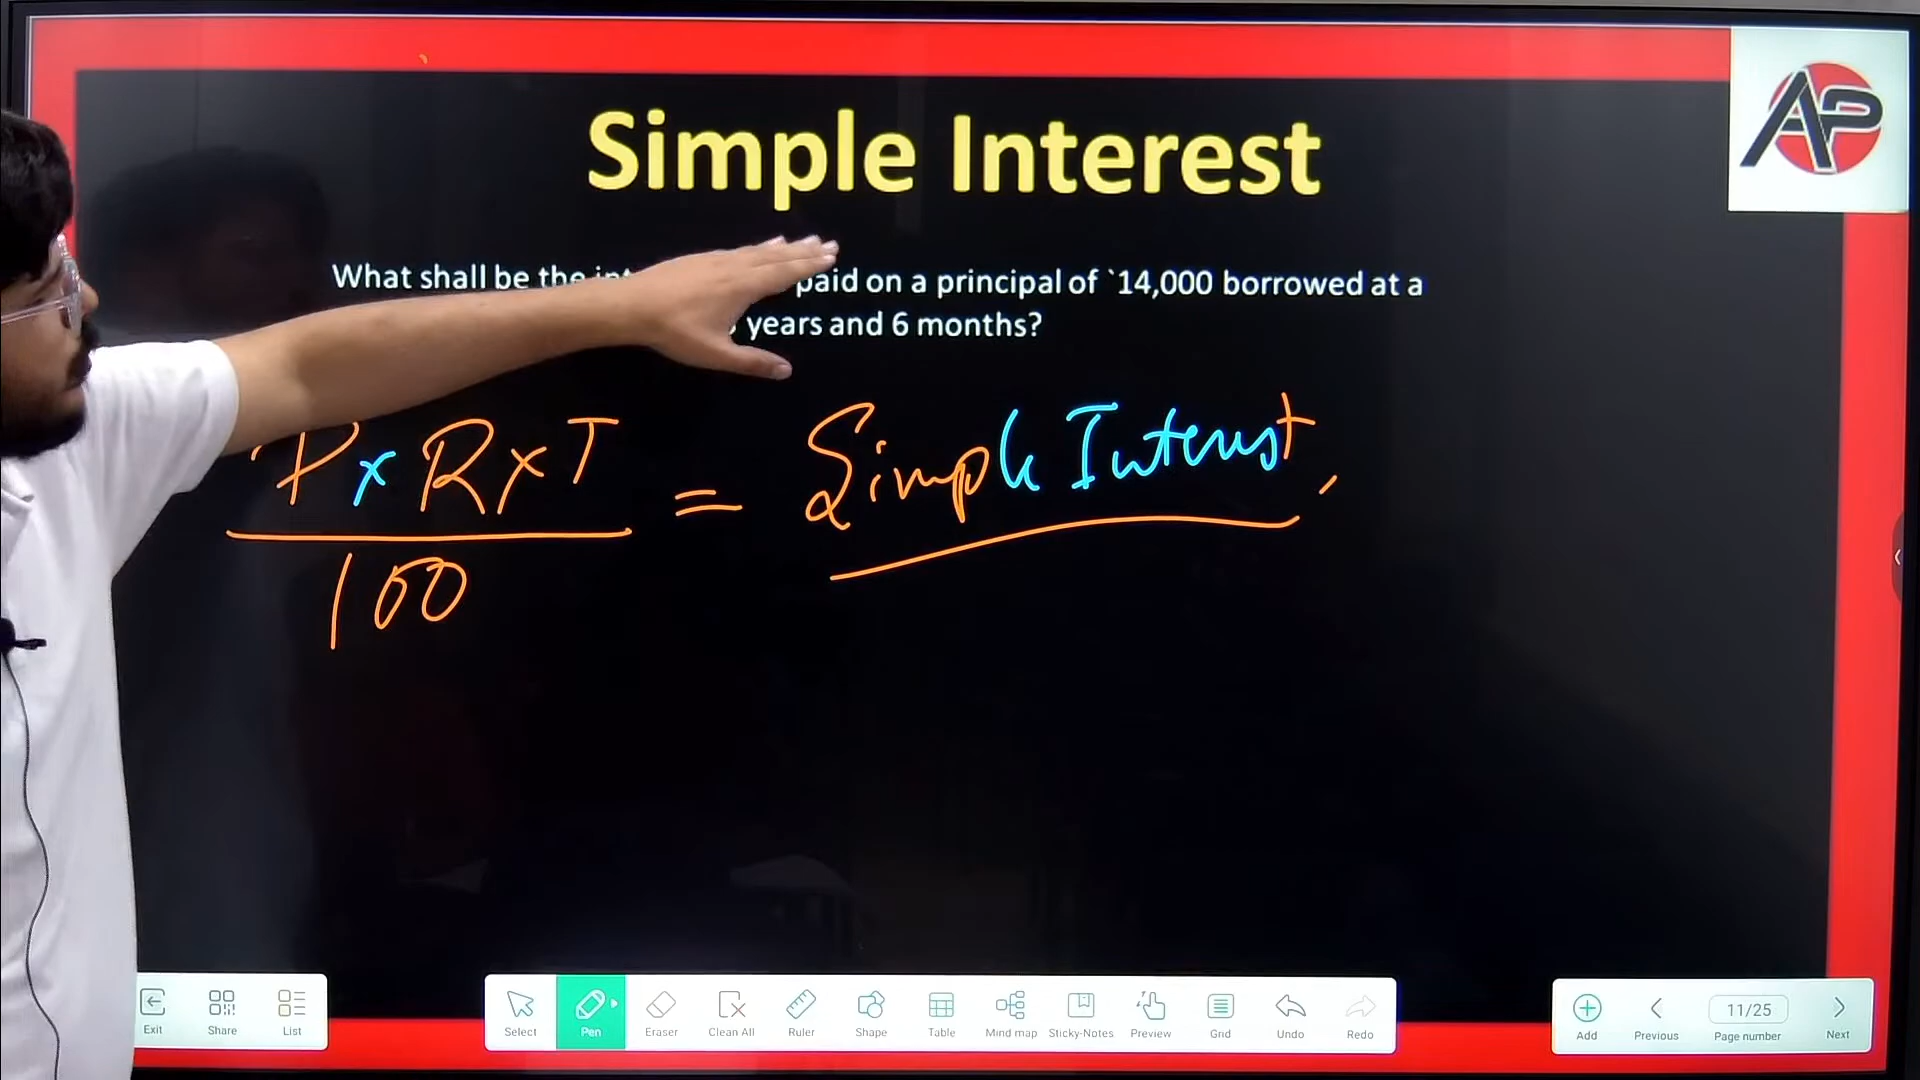 AP
Simple Interest
What shall be the paid on a principal of `14,000 borrowed at a
years and 6 months?
P x R x T = Simple Interest,
100
Exit Share List Select Pen Eraser Clean All Ruler Shape Table Mind map Sticky-Notes Preview Grid Undo Redo Add Previous 11/25 Page number Next